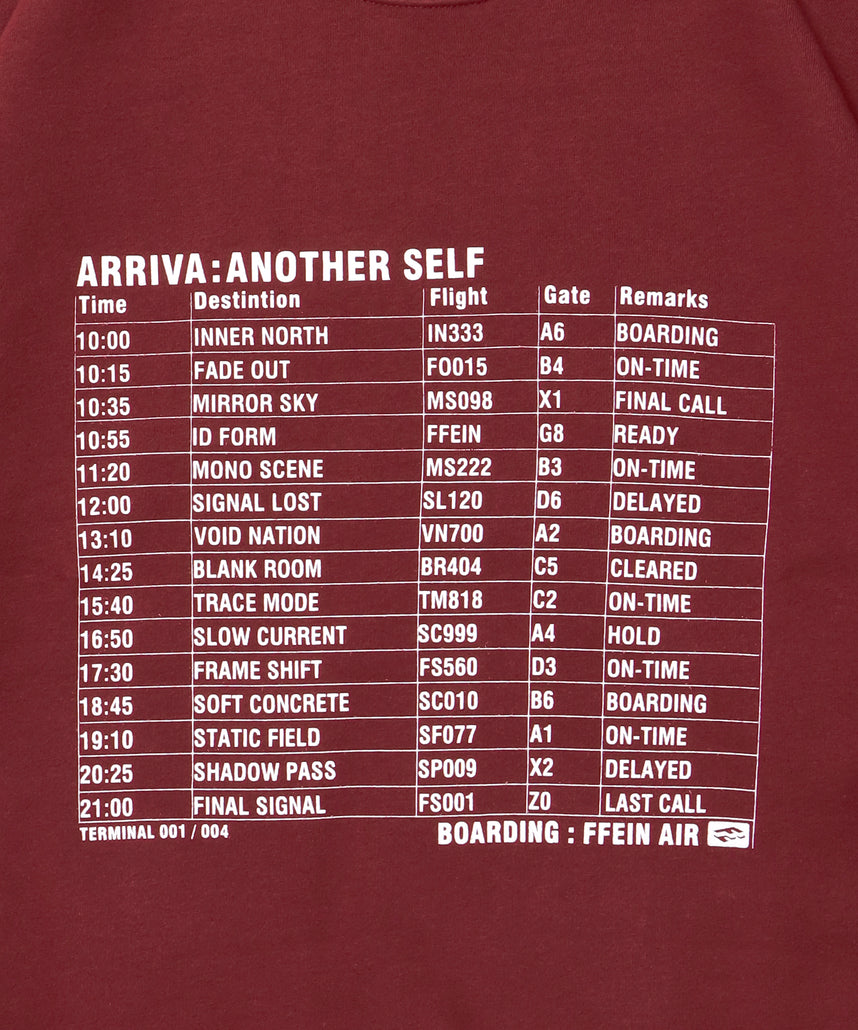 ARRIVA:ANOTHER SELF
Time Destintion Flight Gate Remarks
10:00 INNER NORTH IN333 A6 BOARDING
10:15 FADE OUT FO015 B4 ON-TIME
10:35 MIRROR SKY MS098 X1 FINAL CALL
10:55 ID FORM FFEIN G8 READY
11:20 MONO SCENE MS222 B3 ON-TIME
12:00 SIGNAL LOST SL120 D6 DELAYED
13:10 VOID NATION VN700 A2 BOARDING
14:25 BLANK ROOM BR404 C5 CLEARED
15:40 TRACE MODE TM818 C2 ON-TIME
16:50 SLOW CURRENT SC999 A4 HOLD
17:30 FRAME SHIFT FS560 D3 ON-TIME
18:45 SOFT CONCRETE SC010 B6 BOARDING
19:10 STATIC FIELD SF077 A1 ON-TIME
20:25 SHADOW PASS SP009 X2 DELAYED
21:00 FINAL SIGNAL FS001 Z0 LAST CALL
TERMINAL 001 / 004 BOARDING : FFEIN AIR